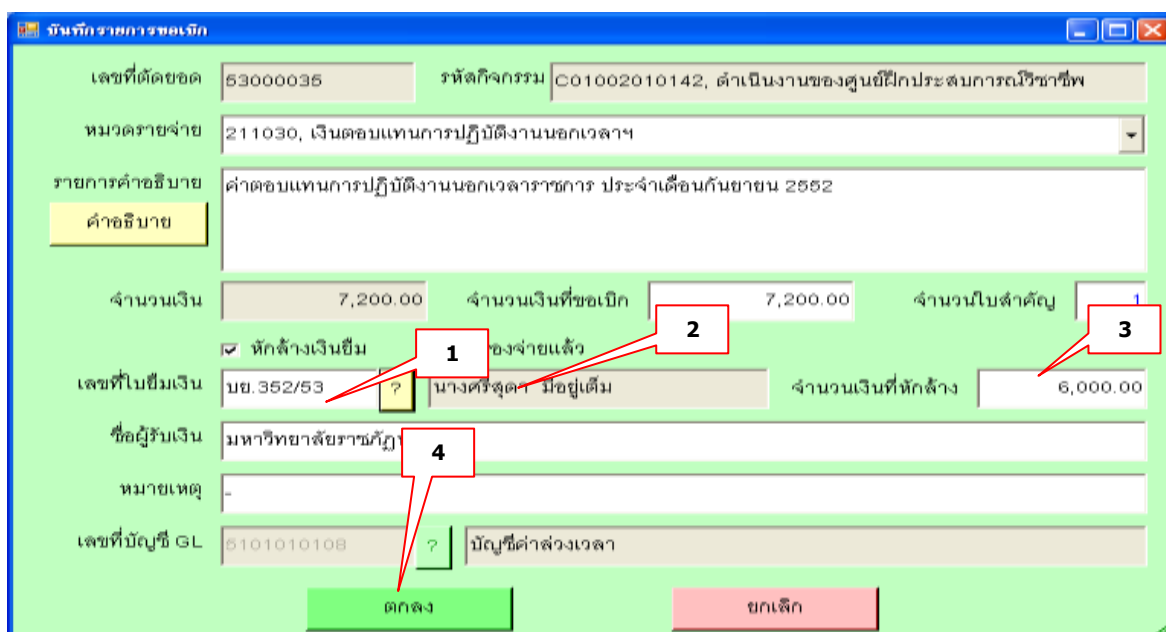 บันทึกรายการขอเบิก
เลขที่ตัดยอด 53000035 รหัสกิจกรรม C01002010142, ดำเนินงานของศูนย์ฝึกประสบการณ์วิชาชีพ
หมวดรายจ่าย 211030, เงินตอบแทนการปฏิบัติงานนอกเวลาฯ
รายการคำอธิบาย ค่าตอบแทนการปฏิบัติงานนอกเวลาราชการ ประจำเดือนกันยายน 2552
คำอธิบาย
จำนวนเงิน 7,200.00 จำนวนเงินที่ขอเบิก 7,200.00 จำนวนใบสำคัญ 1
หักล้างเงินยืม 1 องจ่ายแล้ว 2 3
เลขที่ใบยืมเงิน บย.352/53 ? นางศรีสุดา มีอยู่เต็ม จำนวนเงินที่หักล้าง 6,000.00
ชื่อผู้รับเงิน มหาวิทยาลัยราชภัฏ 4
หมายเหตุ -
เลขที่บัญชี GL 5101010108 ? บัญชีค่าล่วงเวลา
ตกลง ยกเลิก